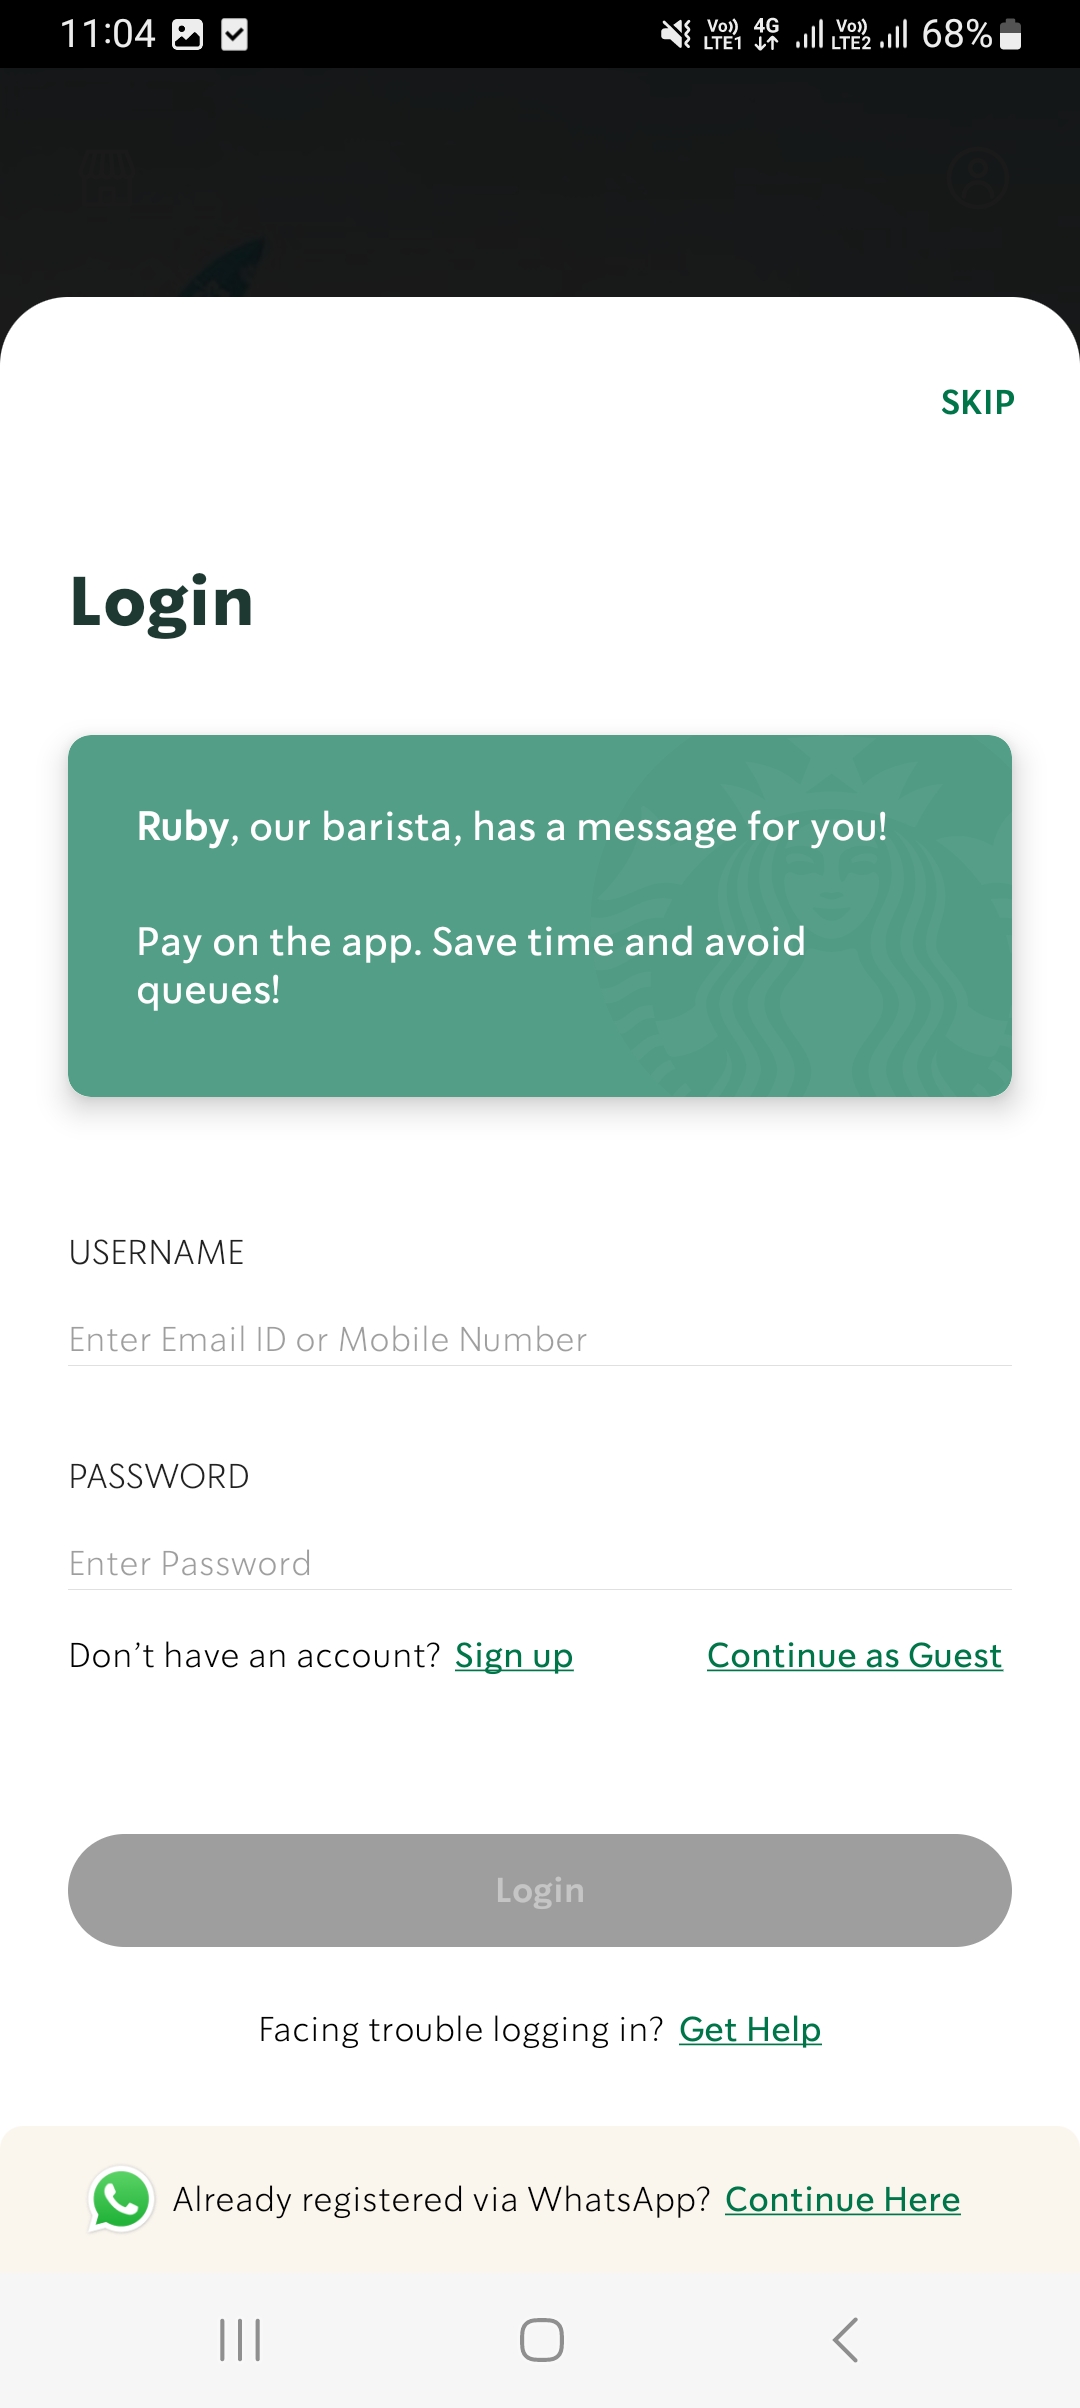 11:04 Vo)) LTE1 4G Vo)) LTE2 68%
SKIP
Login
Ruby, our barista, has a message for you!
Pay on the app. Save time and avoid
queues!
USERNAME
Enter Email ID or Mobile Number
PASSWORD
Enter Password
Don’t have an account? Sign up Continue as Guest
Login
Facing trouble logging in? Get Help
Already registered via WhatsApp? Continue Here